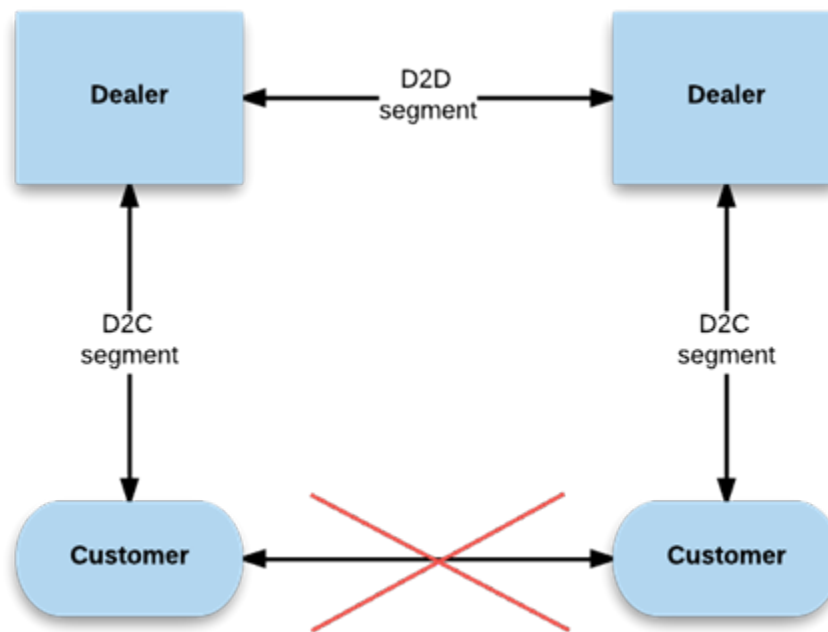 Dealer
D2D
segment
Dealer
D2C
segment
D2C
segment
Customer
Customer